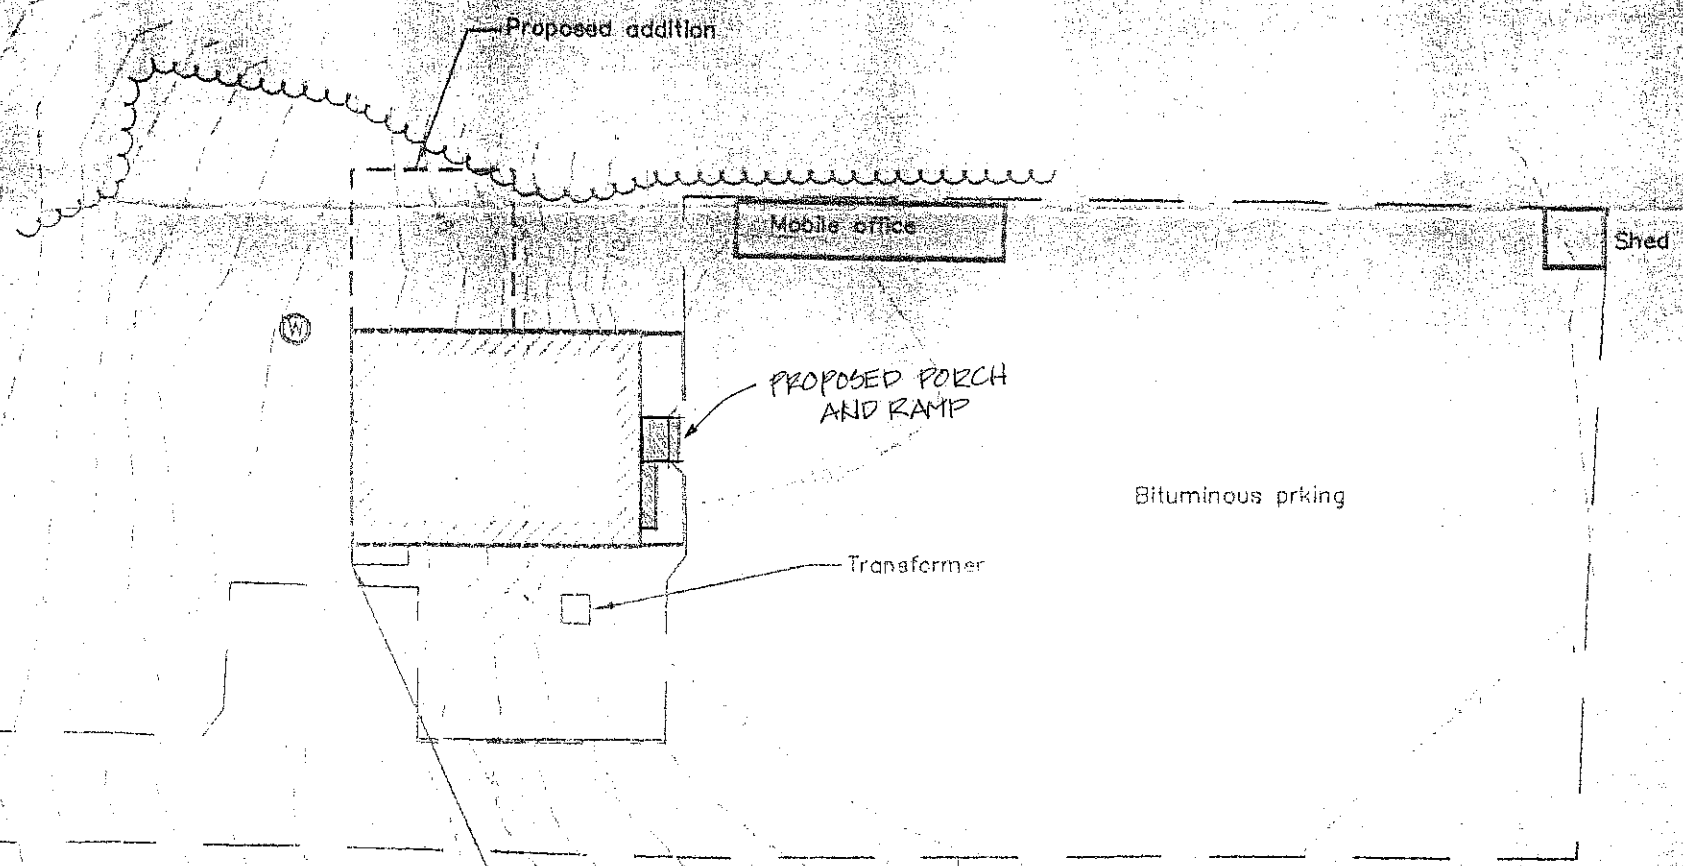 Proposed addition
Mobile office
Shed
W
PROPOSED PORCH
AND RAMP
Bituminous prking
Transformer